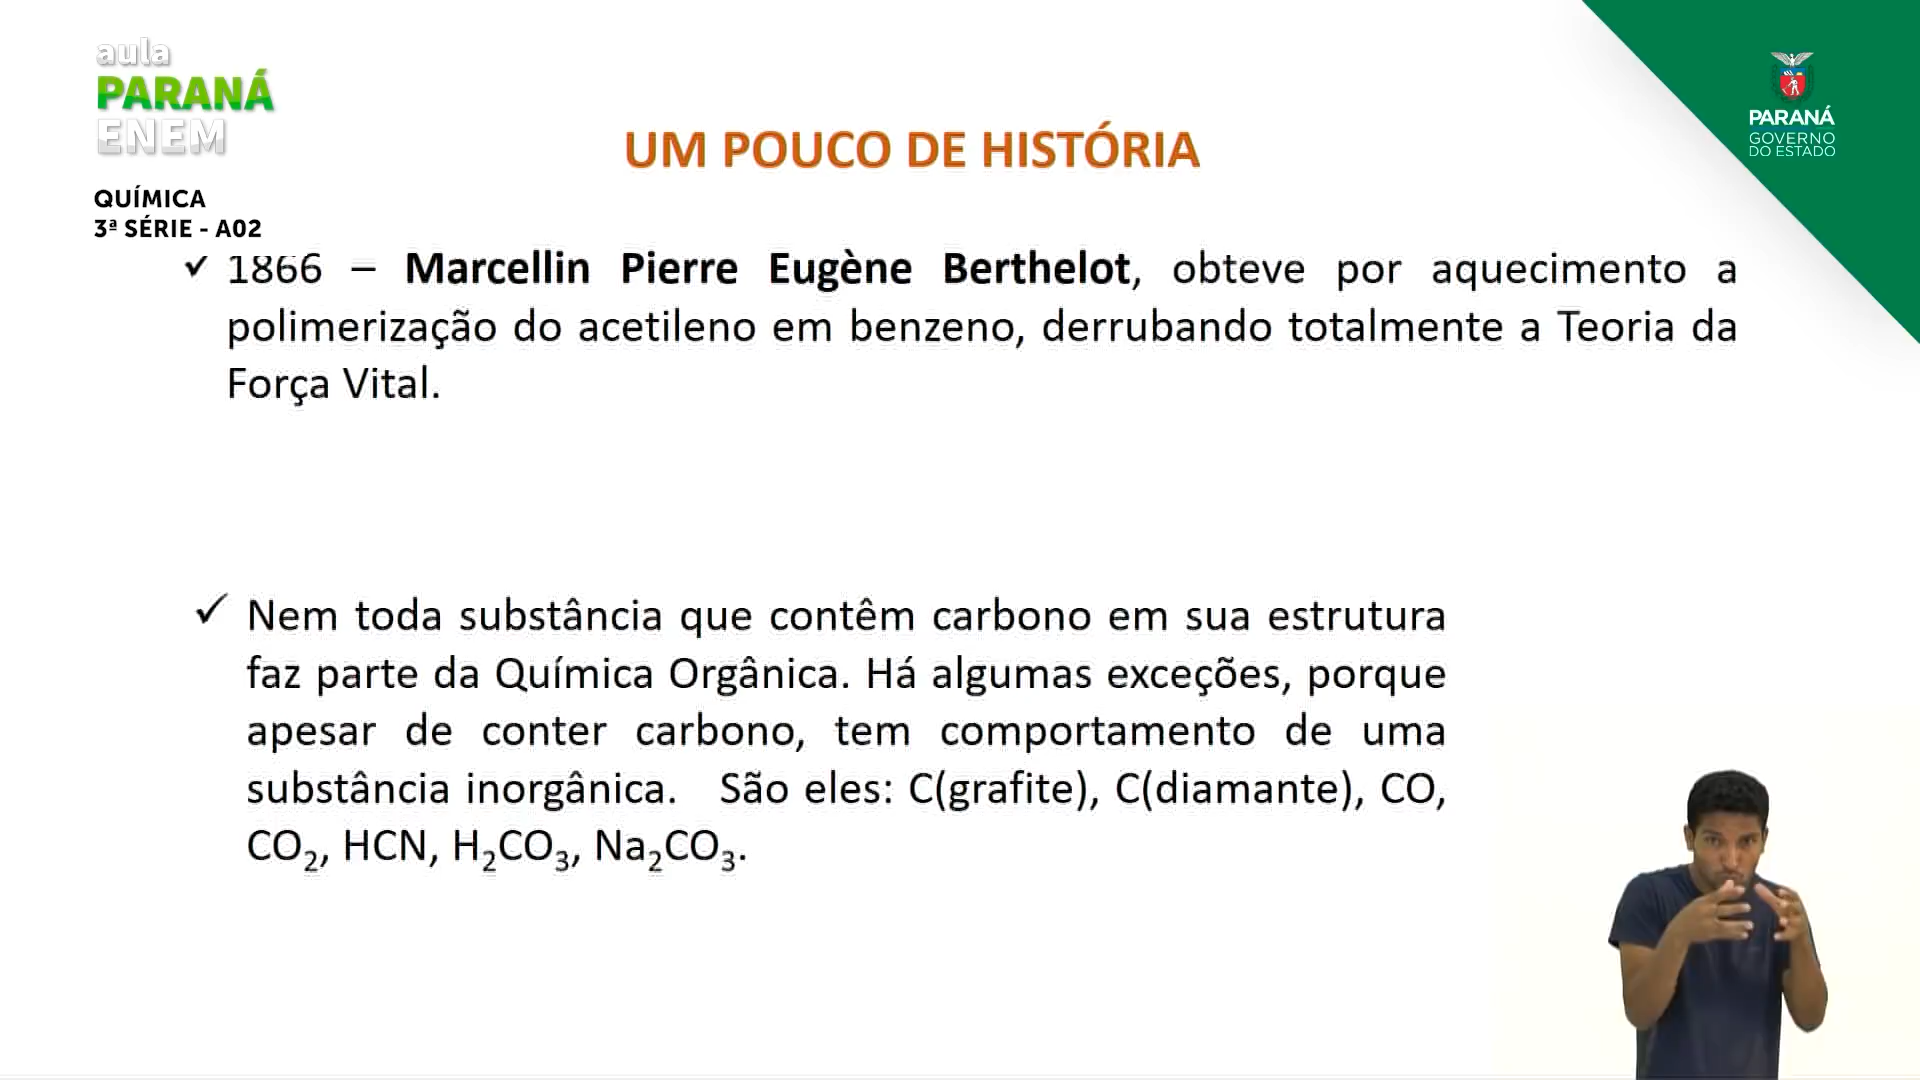 aula
PARANÁ
ENEM
PARANÁ
GOVERNO
DO ESTADO
UM POUCO DE HISTÓRIA
QUÍMICA
3ª SÉRIE - A02
✓ 1866 – Marcellin Pierre Eugène Berthelot, obteve por aquecimento a
polimerização do acetileno em benzeno, derrubando totalmente a Teoria da
Força Vital.
✓ Nem toda substância que contêm carbono em sua estrutura
faz parte da Química Orgânica. Há algumas exceções, porque
apesar de conter carbono, tem comportamento de uma
substância inorgânica. São eles: C(grafite), C(diamante), CO,
CO₂, HCN, H₂CO₃, Na₂CO₃.